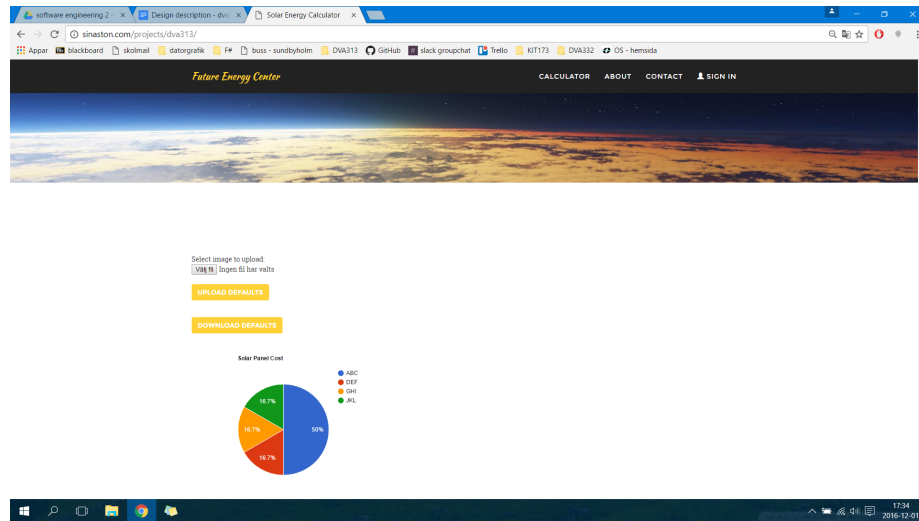 software engineering 2 - 
Design description - dva
Solar Energy Calculator
sinaston.com/projects/dva313/
Appar
blackboard
skolmail
datorgrafik
F#
buss - sundbyholm
DVA313
GitHub
slack groupchat
Trello
KIT173
DVA332
OS - hemsida
Future Energy Center
CALCULATOR ABOUT CONTACT SIGN IN
Select image to upload:
Välj fil Ingen fil har valts
UPLOAD DEFAULTS
DOWNLOAD DEFAULTS
Solar Panel Cost
ABC
DEF
GHI
JKL
16.7%
16.7%
50%
16.7%
17:34
2016-12-01